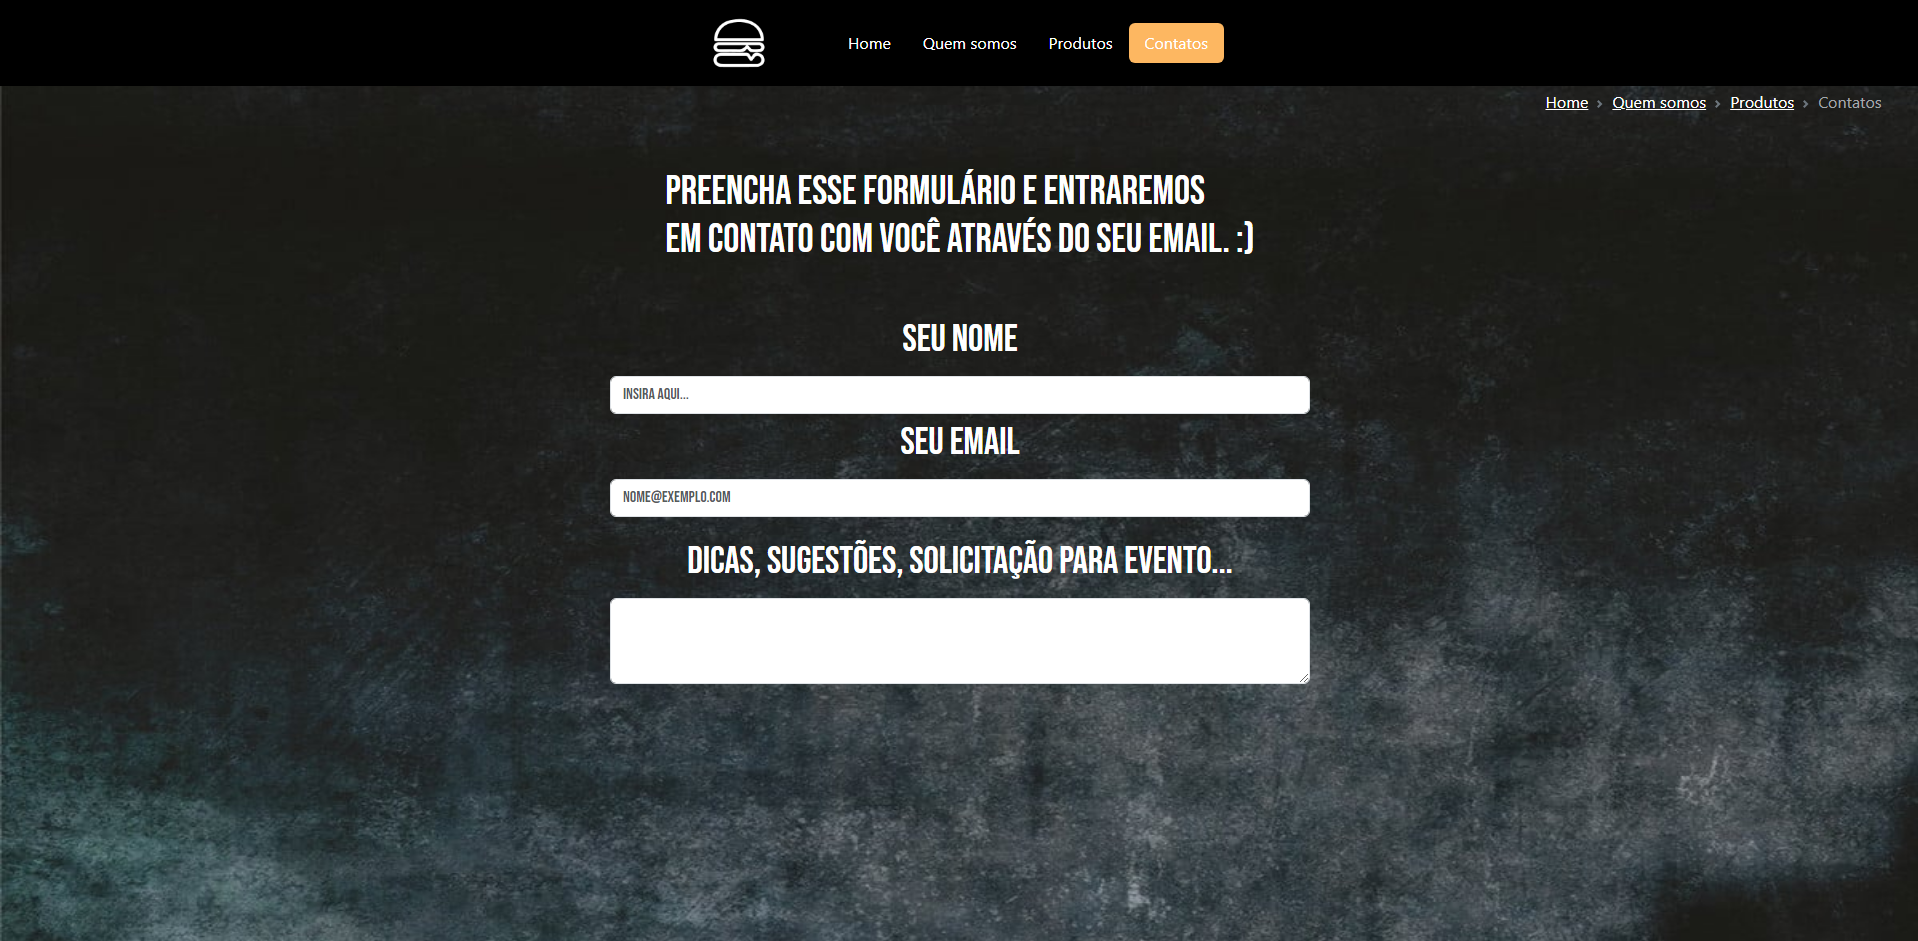 Home Quem somos Produtos Contatos
Home › Quem somos › Produtos › Contatos
PREENCHA ESSE FORMULÁRIO E ENTRAREMOS
EM CONTATO COM VOCÊ ATRAVÉS DO SEU EMAIL. :)
SEU NOME
INSIRA AQUI...
SEU EMAIL
NOME@EXEMPLO.COM
DICAS, SUGESTÕES, SOLICITAÇÃO PARA EVENTO...